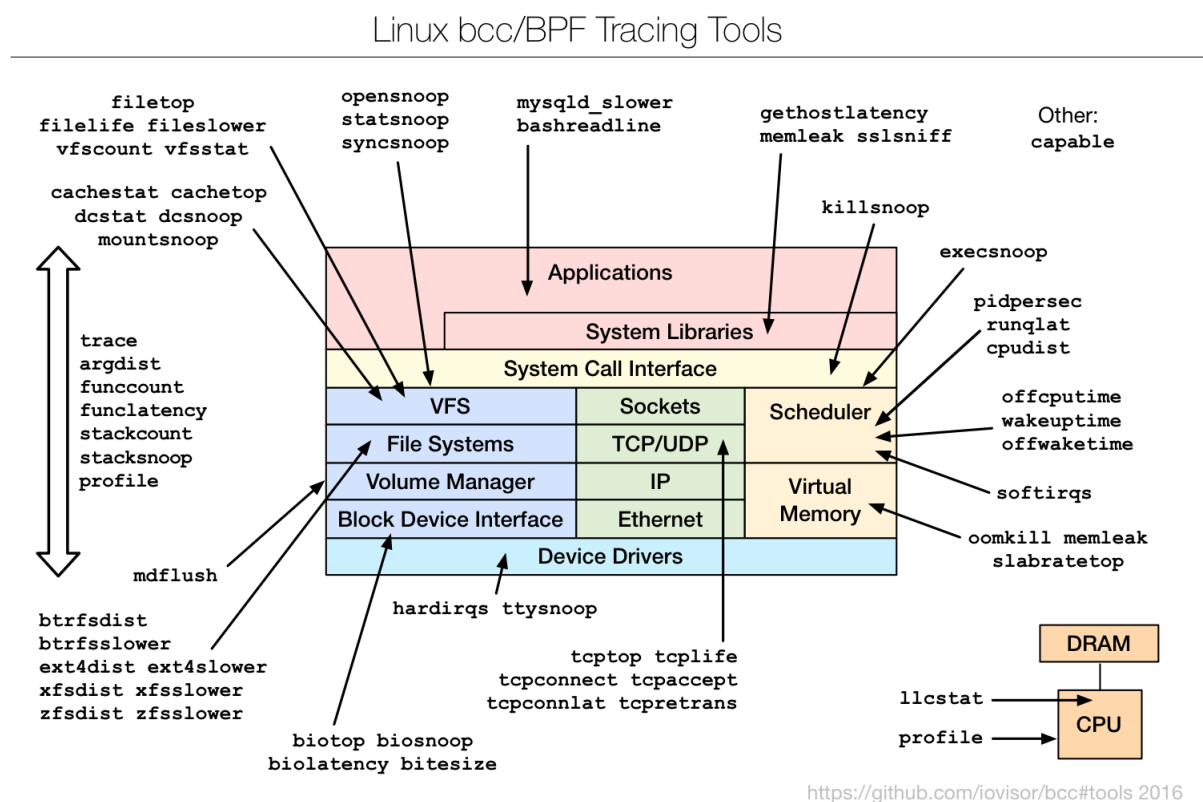 Linux bcc/BPF Tracing Tools
filetop
filelife fileslower
vfscount vfsstat
opensnoop
statsnoop
syncsnoop
mysqld_slower
bashreadline
gethostlatency
memleak sslsniff
Other:
capable
cachestat cachetop
dcstat dcsnoop
mountsnoop
killsnoop
execsnoop
pidpersec
runqlat
cpudist
trace
argdist
funccount
funclatency
stackcount
stacksnoop
profile
Applications
System Libraries
System Call Interface
VFS
Sockets
Scheduler
File Systems
TCP/UDP
Volume Manager
IP
Virtual
Memory
Block Device Interface
Ethernet
Device Drivers
offcputime
wakeuptime
offwaketime
softirqs
oomkill memleak
slabratetop
mdflush
hardirqs ttysnoop
btrfsdist
btrfsslower
ext4dist ext4slower
xfsdist xfsslower
zfsdist zfsslower
tcptop tcplife
tcpconnect tcpaccept
tcpconnlat tcpretrans
biotop biosnoop
biolatency bitesize
DRAM
llcstat
CPU
profile
https://github.com/iovisor/bcc#tools 2016